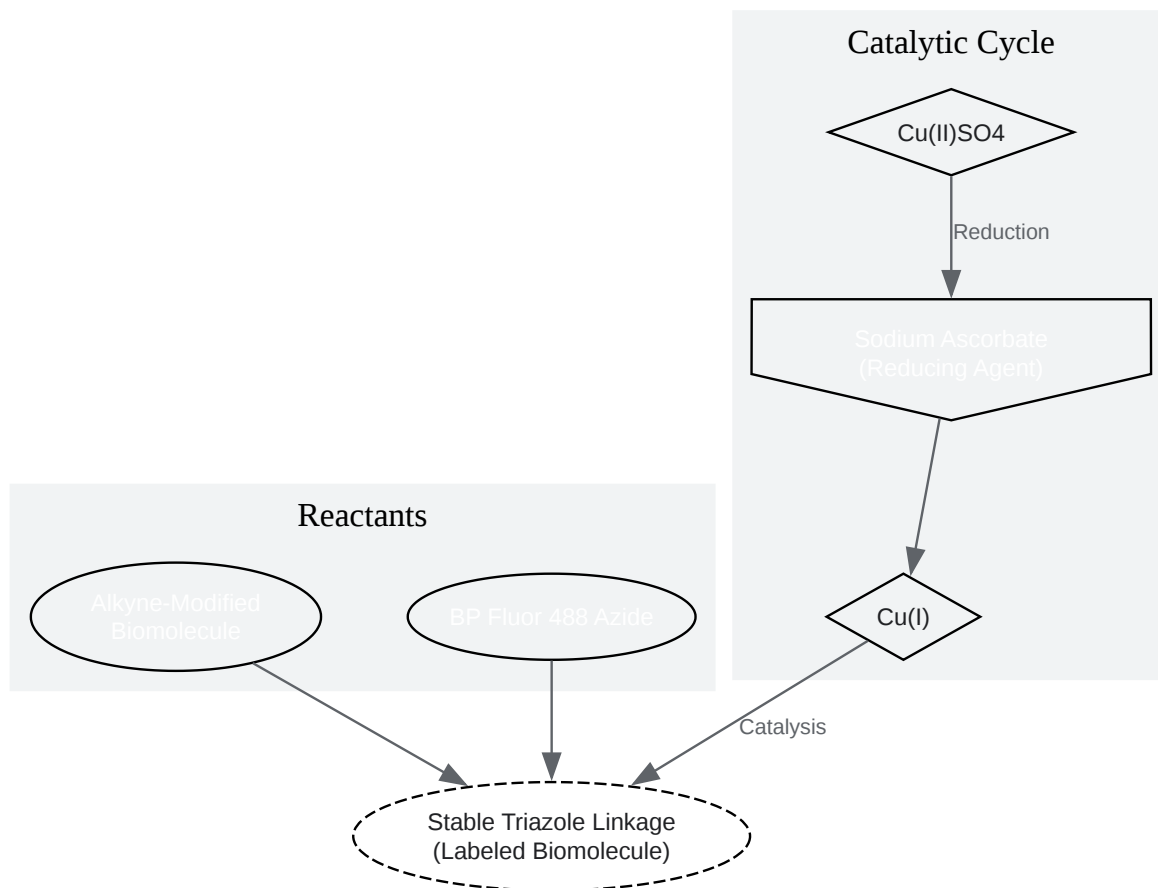 Catalytic Cycle
Cu(II)SO4
Reduction
Sodium Ascorbate
(Reducing Agent)
Reactants
Alkyne-Modified
Biomolecule
BP Fluor 488 Azide
Cu(I)
Catalysis
Stable Triazole Linkage
(Labeled Biomolecule)